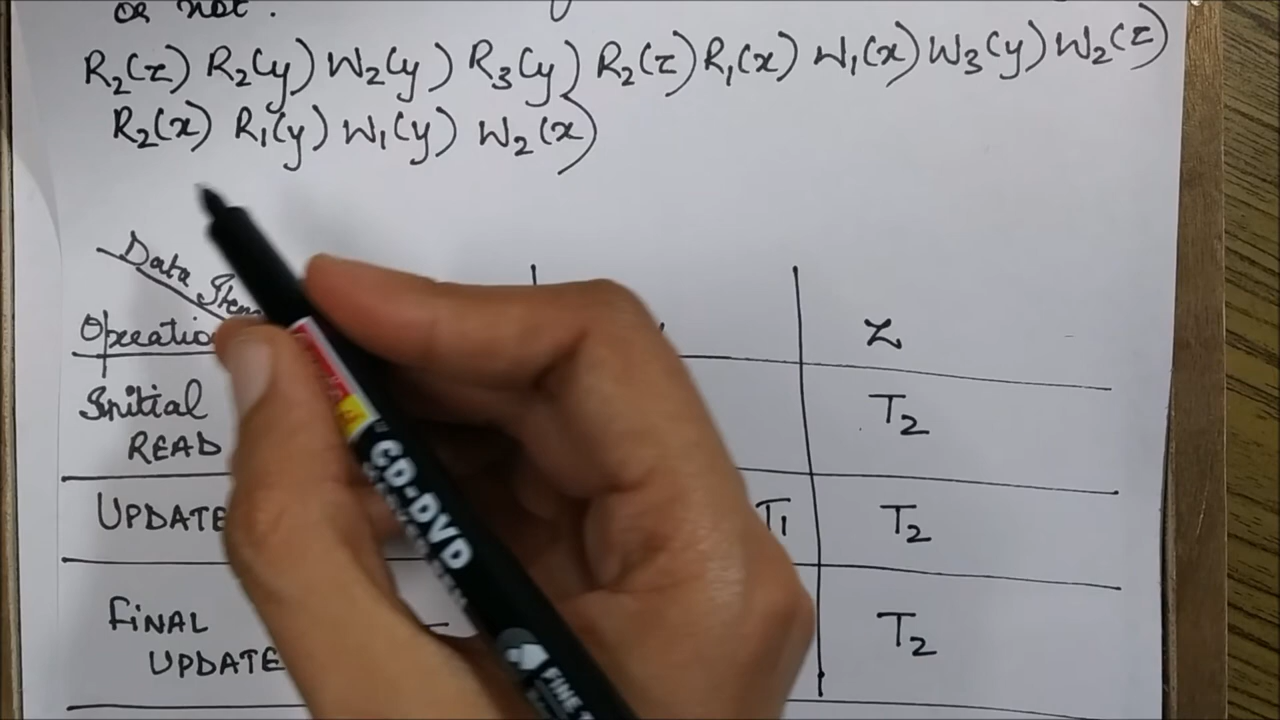 or not.
R₂(z) R₂(y) W₂(y) R₃(y) R₂(z) R₁(x) W₁(x) W₃(y) W₂(z)
R₂(x) R₁(y) W₁(y) W₂(x)
Data Item
Operation
Z
Initial
READ
T₂
UPDATE
T₁
T₂
FINAL
UPDATE
T₂
CD-DVD
FINE